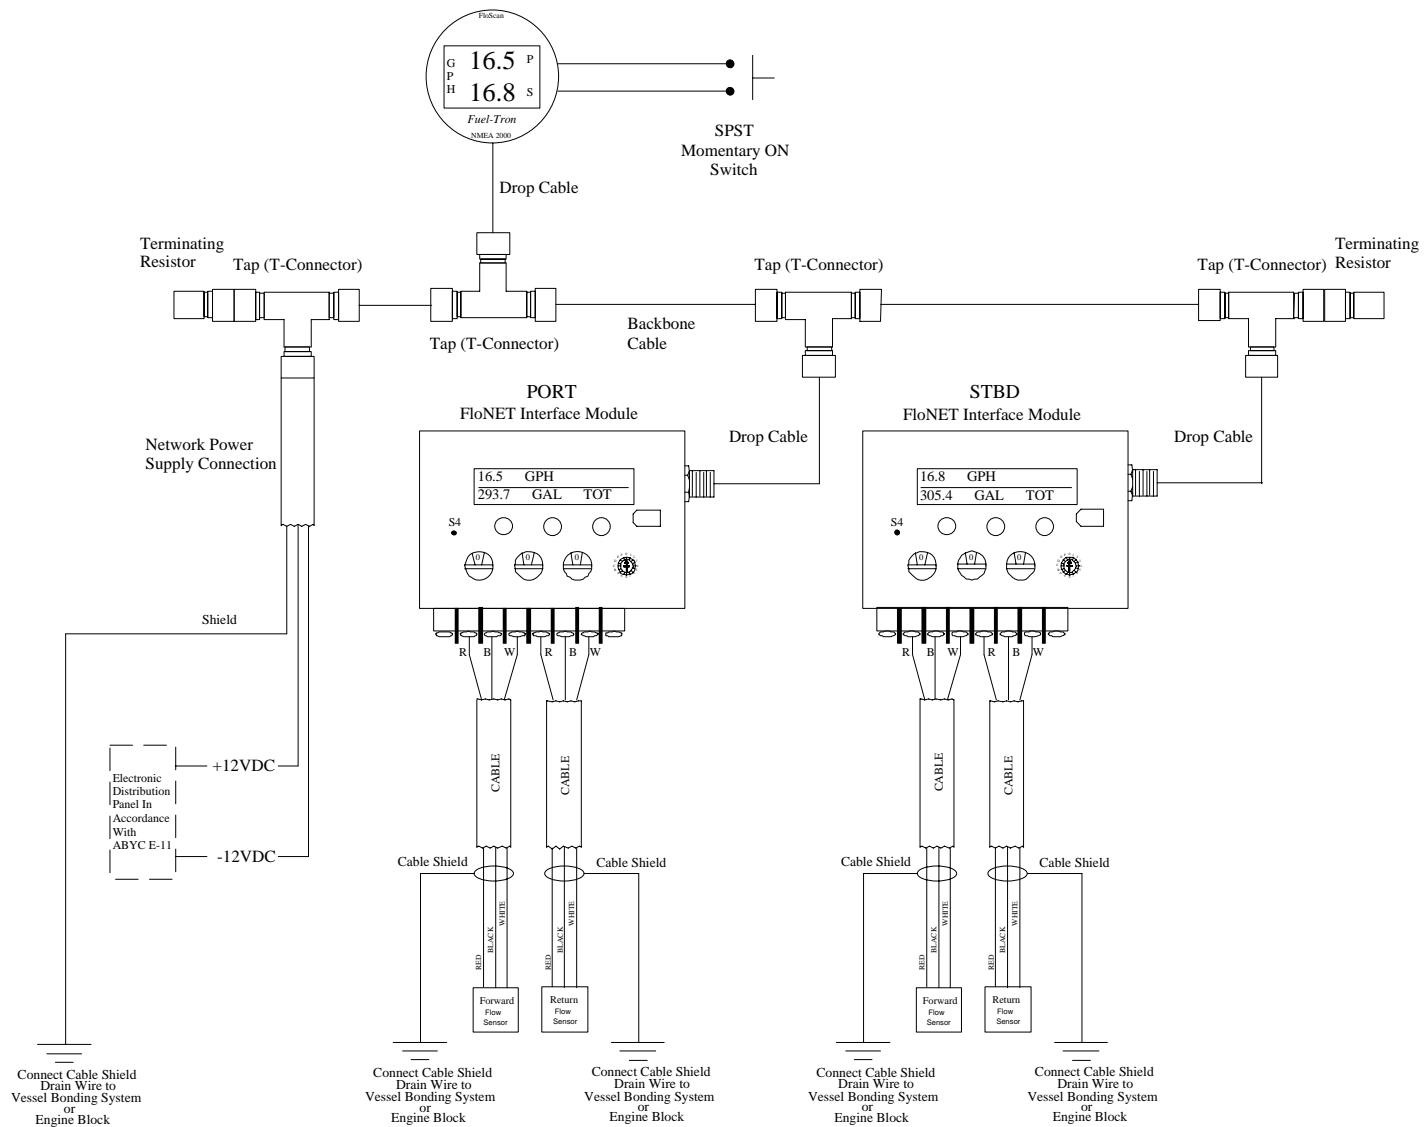 FloScan
G
P
H
16.5 P
16.8 S
Fuel-Tron
NMEA 2000
SPST
Momentary ON
Switch
Drop Cable
Terminating
Resistor
Tap (T-Connector)
Tap (T-Connector)
Tap (T-Connector)
Tap (T-Connector)
Terminating
Resistor
Backbone
Cable
Network Power
Supply Connection
PORT
FloNET Interface Module
Drop Cable
16.5 GPH
293.7 GAL TOT
S4
0 0 0
R B W R B W
STBD
FloNET Interface Module
Drop Cable
16.8 GPH
305.4 GAL TOT
S4
0 0 0
R B W R B W
Shield
+12VDC
-12VDC
Electronic
Distribution
Panel In
Accordance
With
ABYC E-11
CABLE
CABLE
CABLE
CABLE
Cable Shield
Cable Shield
Cable Shield
Cable Shield
RED
BLACK
WHITE
RED
BLACK
WHITE
RED
BLACK
WHITE
RED
BLACK
WHITE
Forward
Flow
Sensor
Return
Flow
Sensor
Forward
Flow
Sensor
Return
Flow
Sensor
Connect Cable Shield
Drain Wire to
Vessel Bonding System
or
Engine Block
Connect Cable Shield
Drain Wire to
Vessel Bonding System
or
Engine Block
Connect Cable Shield
Drain Wire to
Vessel Bonding System
or
Engine Block
Connect Cable Shield
Drain Wire to
Vessel Bonding System
or
Engine Block
Connect Cable Shield
Drain Wire to
Vessel Bonding System
or
Engine Block